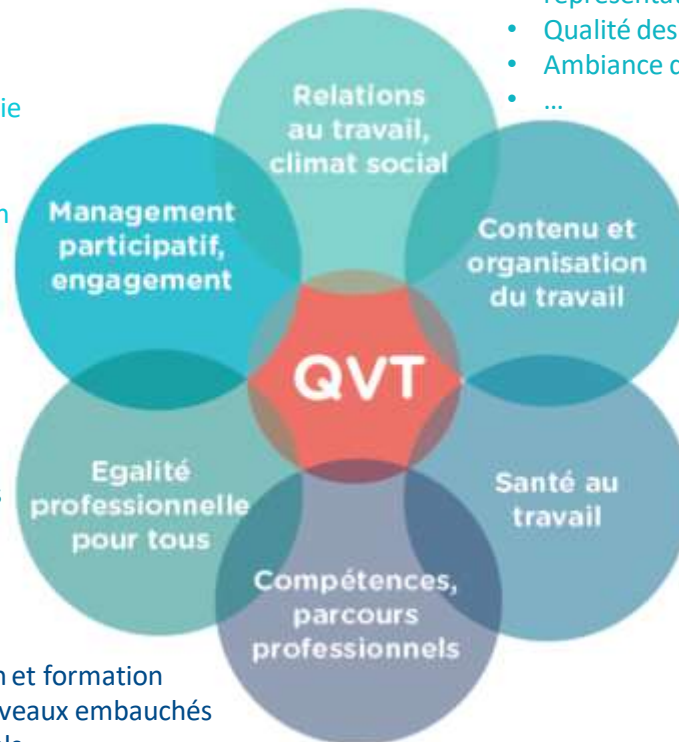 • Qualité des
• Ambiance
• ...
Relations
au travail,
climat social
Management
participatif,
engagement
Contenu et
organisation
du travail
QVT
Egalité
professionnelle
pour tous
Santé au
travail
Compétences,
parcours
professionnels
et formation
embauchés